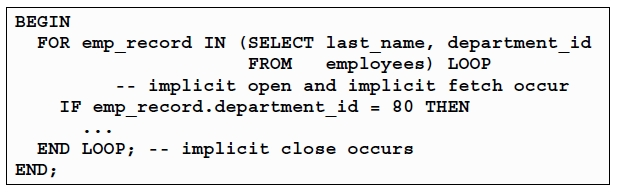 BEGIN
  FOR emp_record IN (SELECT last_name, department_id
                     FROM   employees) LOOP
         -- implicit open and implicit fetch occur
    IF emp_record.department_id = 80 THEN
      ...
  END LOOP; -- implicit close occurs
END;